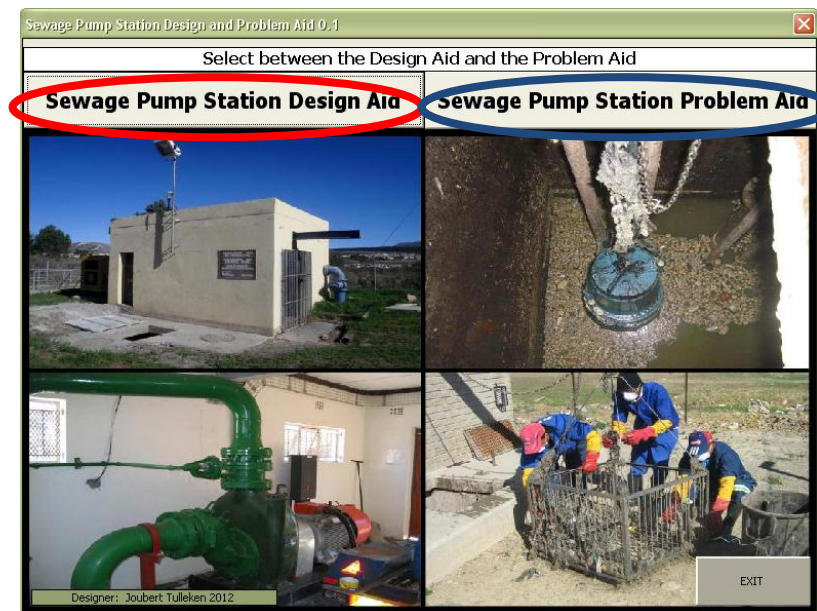 Sewage Pump Station Design and Problem Aid 0.1
Select between the Design Aid and the Problem Aid
Sewage Pump Station Design Aid
Sewage Pump Station Problem Aid
Designer: Joubert Tulleken 2012
EXIT